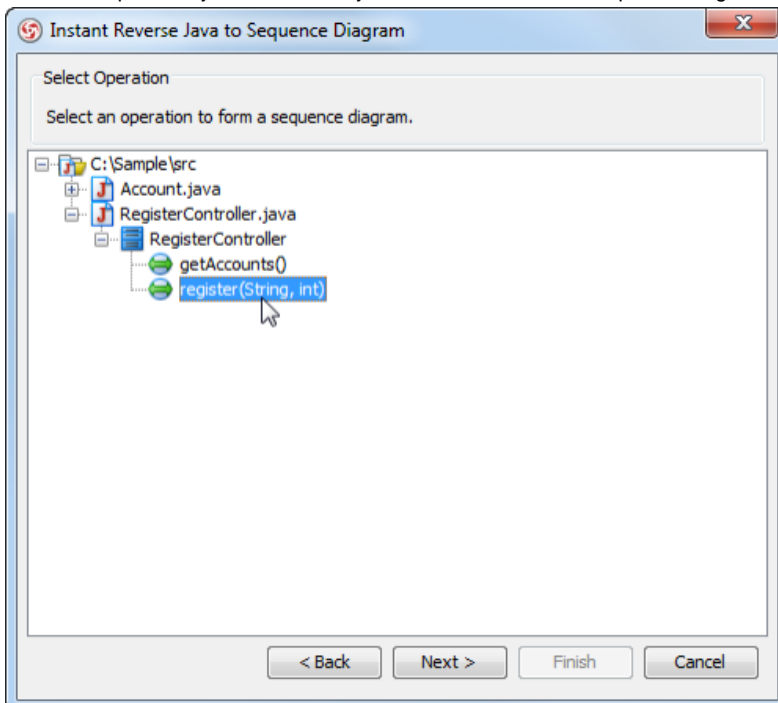 Instant Reverse Java to Sequence Diagram
Select Operation
Select an operation to form a sequence diagram.
C:\Sample\src
Account.java
RegisterController.java
RegisterController
getAccounts()
register(String, int)
< Back Next > Finish Cancel